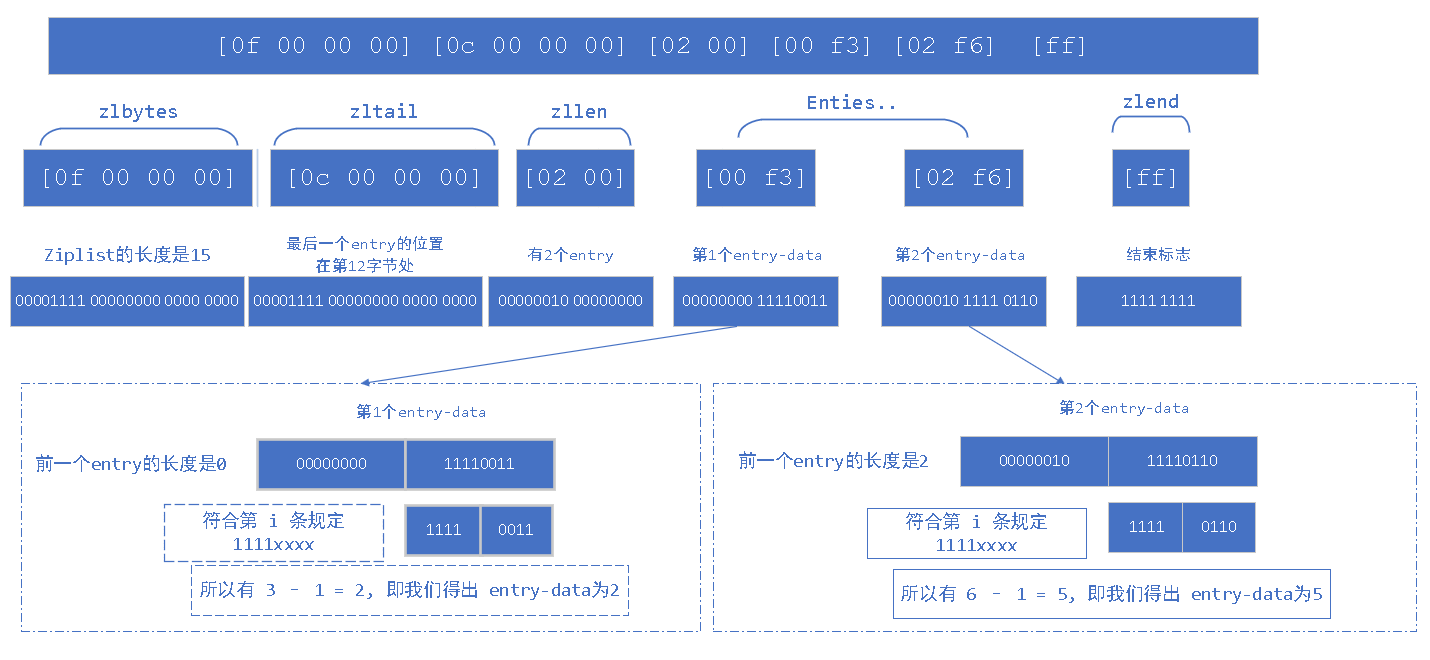 [0f 00 00 00] [0c 00 00 00] [02 00] [00 f3] [02 f6] [ff]
zlbytes
zltail
zllen
Enties..
zlend
[0f 00 00 00]
[0c 00 00 00]
[02 00]
[00 f3]
[02 f6]
[ff]
Ziplist的长度是15
最后一个entry的位置
在第12字节处
有2个entry
第1个entry-data
第2个entry-data
结束标志
00001111 00000000 0000 0000
00001111 00000000 0000 0000
00000010 00000000
00000000 11110011
00000010 1111 0110
1111 1111
第1个entry-data
前一个entry的长度是0
00000000
11110011
符合第 i 条规定
1111xxxx
1111
0011
所以有 3 - 1 = 2, 即我们得出 entry-data为2
第2个entry-data
前一个entry的长度是2
00000010
11110110
符合第 i 条规定
1111xxxx
1111
0110
所以有 6 - 1 = 5, 即我们得出 entry-data为5